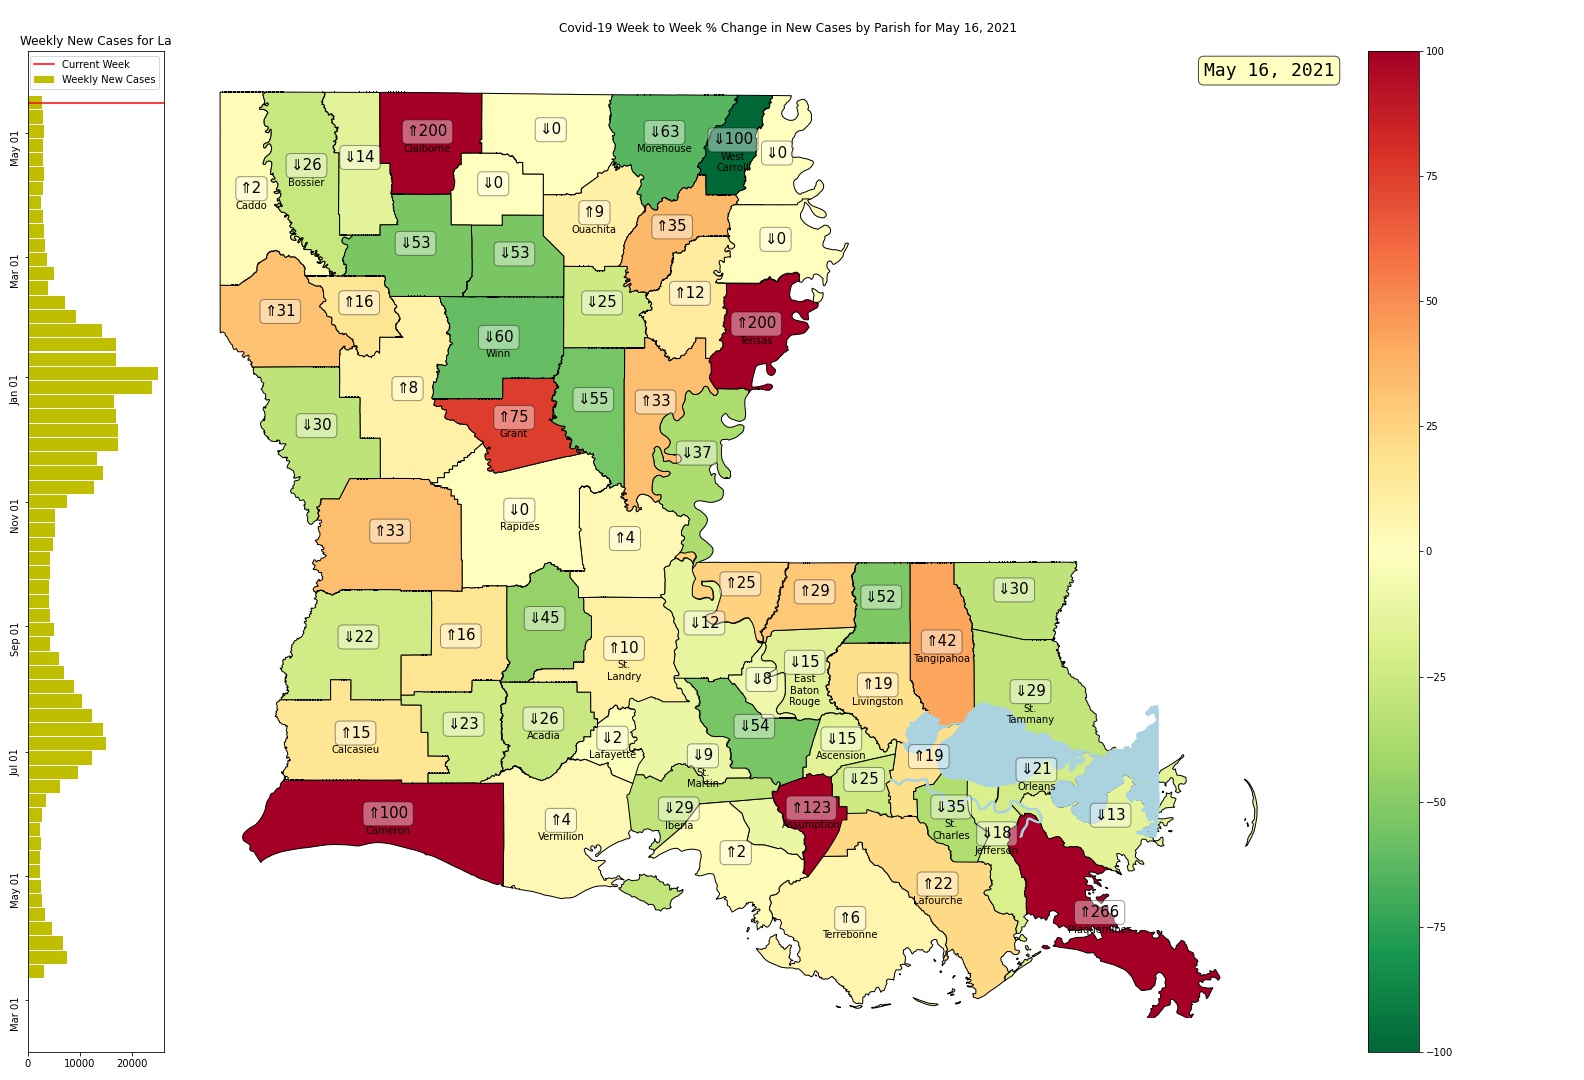 Covid-19 Week to Week % Change in New Cases by Parish for May 16, 2021
Weekly New Cases for La
Current Week
Weekly New Cases
May 16, 2021
May 01
Mar 01
Jan 01
Nov 01
Sep 01
Jul 01
May 01
Mar 01
0
10000
20000
⇑2
Caddo
⇓26
Bossier
⇓14
⇑200
Claiborne
⇓0
⇓0
⇓63
Morehouse
⇓100
West
Carroll
⇓0
⇑9
Ouachita
⇑35
⇓0
⇓53
⇓53
⇑31
⇑16
⇓25
⇑12
⇑200
Tensas
⇓60
Winn
⇑8
⇓30
⇑75
Grant
⇓55
⇑33
⇓37
⇑33
⇓0
Rapides
⇑4
⇓22
⇑16
⇓45
⇑10
St.
Landry
⇓12
⇑25
⇑29
⇓52
⇑42
Tangipahoa
⇓30
⇓8
⇓15
East
Baton
Rouge
⇑19
Livingston
⇓29
St.
Tammany
⇑15
Calcasieu
⇓23
⇓26
Acadia
⇓2
Lafayette
⇓9
St.
Martin
⇓54
⇓15
Ascension
⇑19
⇓25
⇓21
Orleans
⇑100
Cameron
⇑4
Vermilion
⇓29
Iberia
⇑2
⇑123
Assumption
⇓35
St.
Charles
⇓18
Jefferson
⇓13
⇑22
Lafourche
⇑6
Terrebonne
⇑266
Plaquemines
100
75
50
25
0
−25
−50
−75
−100